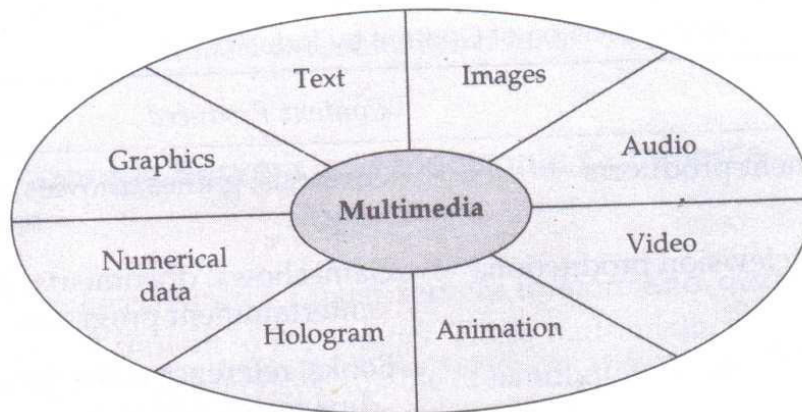 Text
Images
Graphics
Audio
Multimedia
Numerical
data
Video
Hologram
Animation